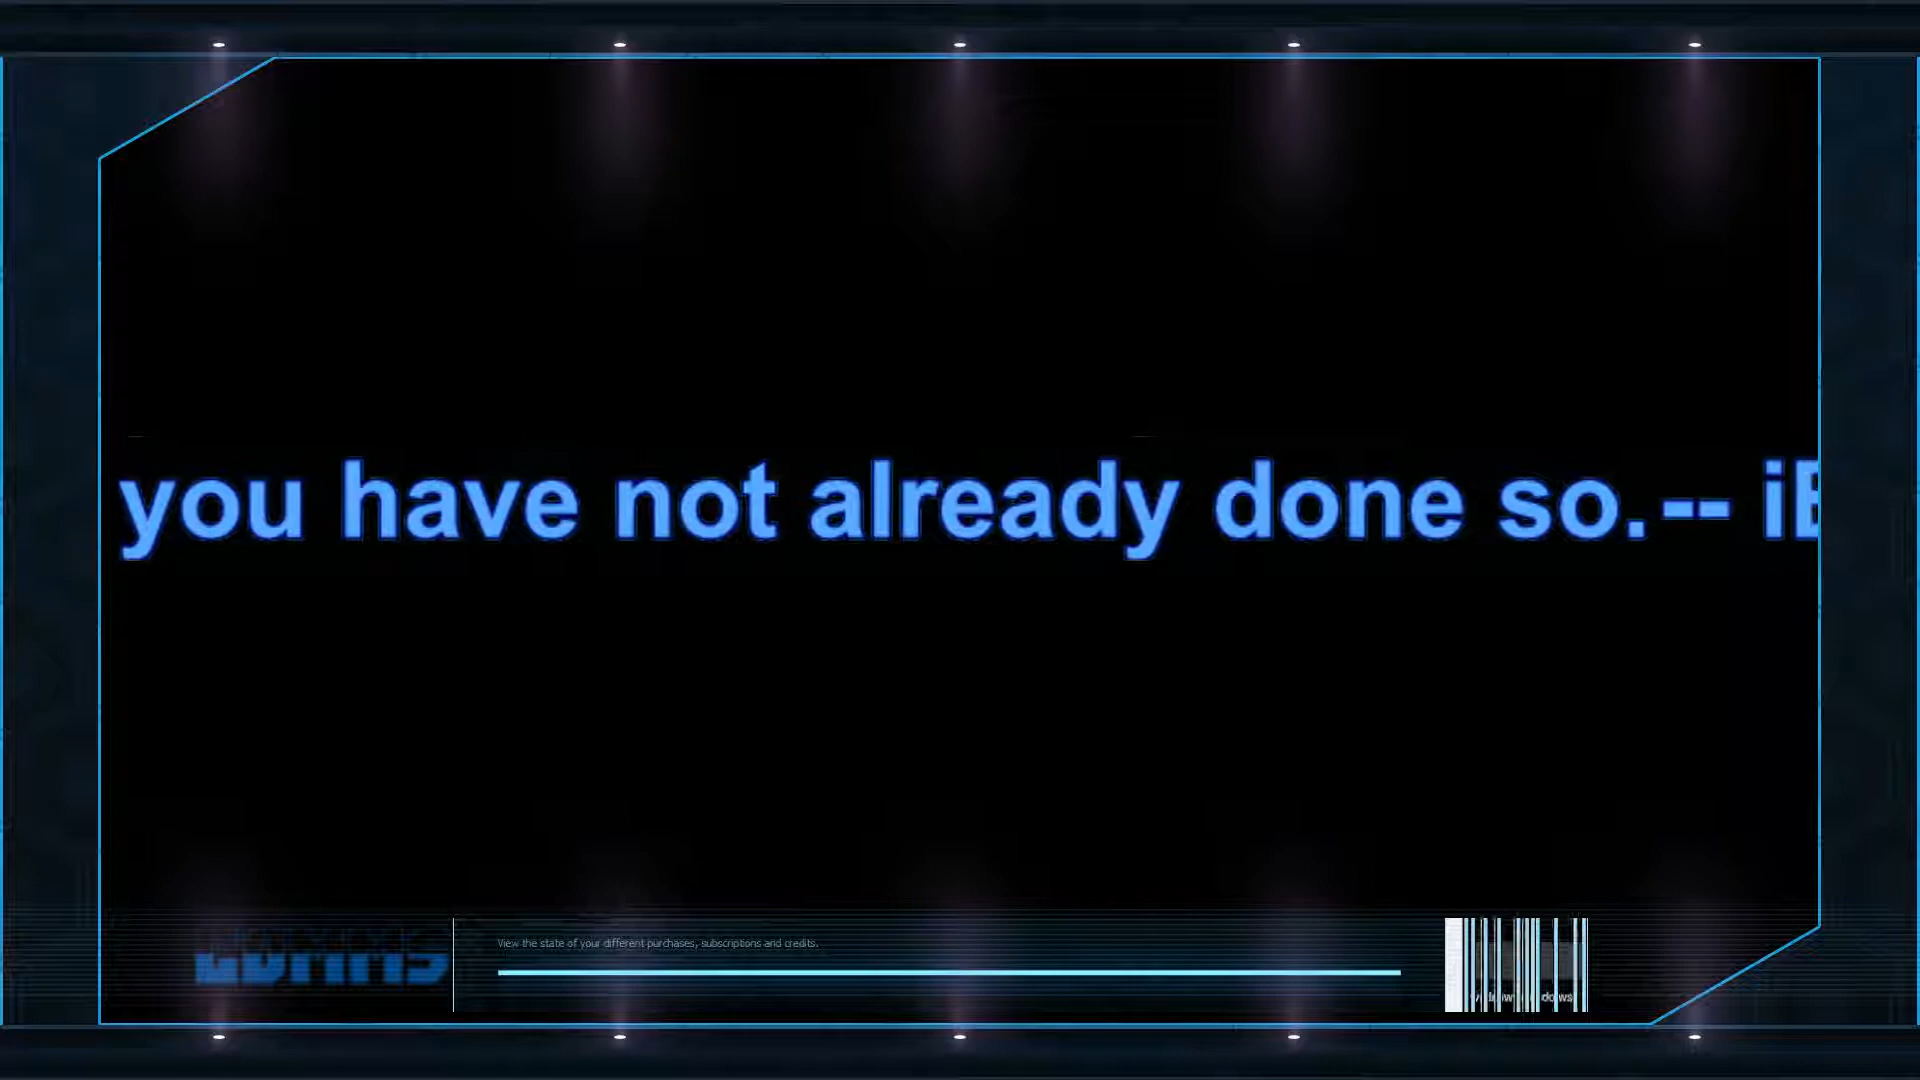 you have not already done so.-- i
View the state of your different purchases, subscriptions and credits.